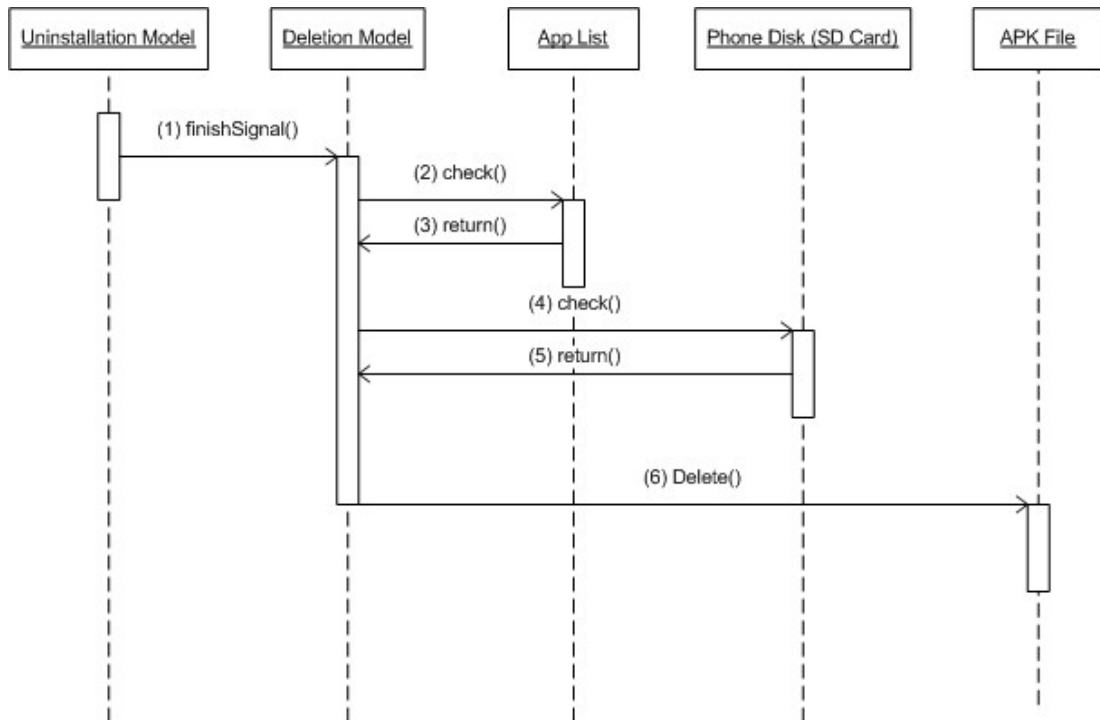 Uninstallation Model
Deletion Model
App List
Phone Disk (SD Card)
APK File
(1) finishSignal()
(2) check()
(3) return()
(4) check()
(5) return()
(6) Delete()